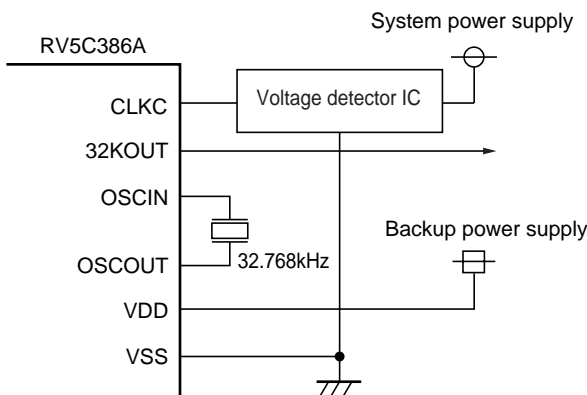 System power supply
RV5C386A
CLKC
Voltage detector IC
32KOUT
OSCIN
Backup power supply
OSCOUT
32.768kHz
VDD
VSS